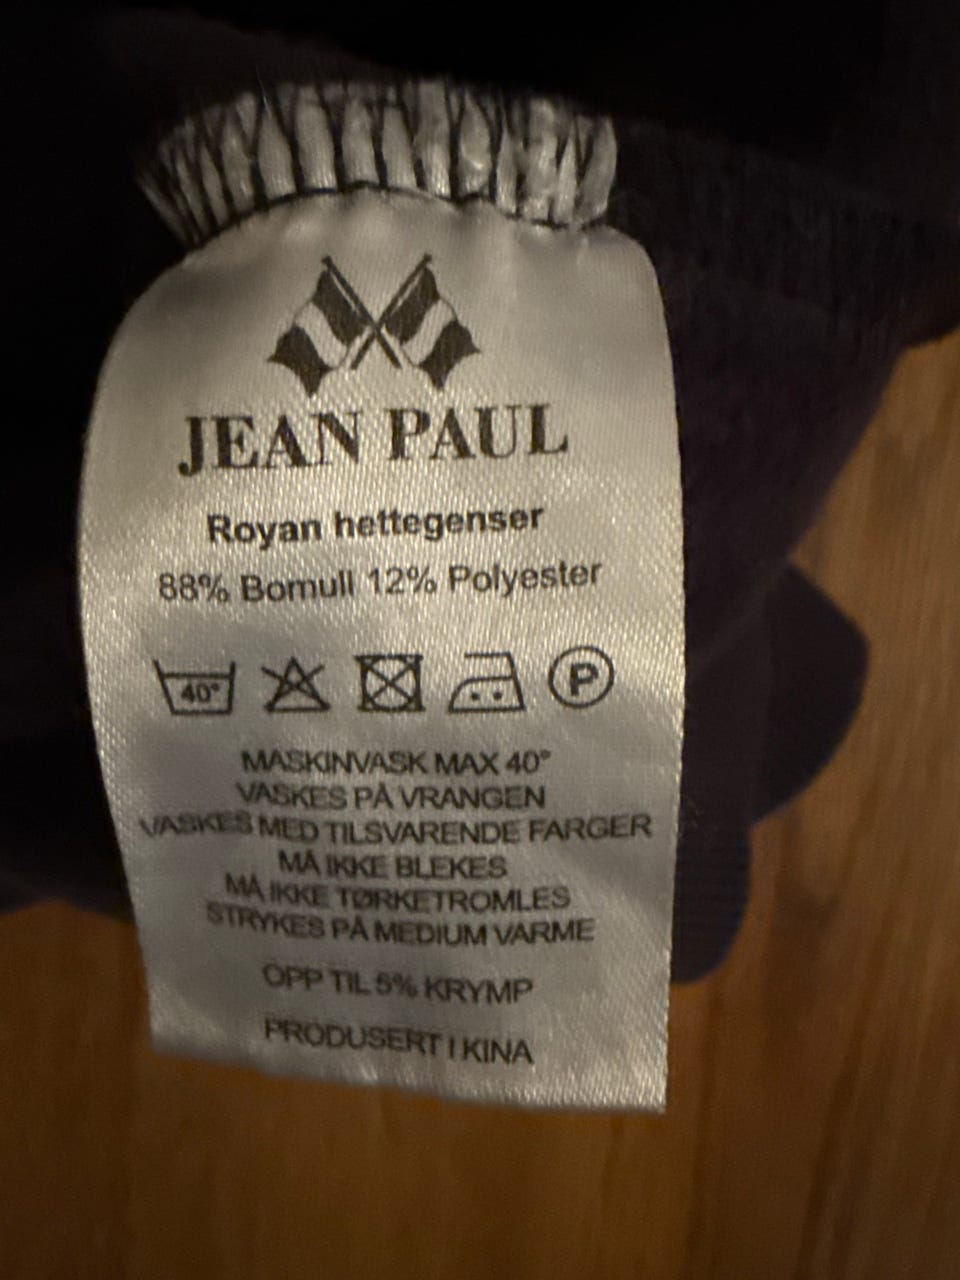 JEAN PAUL
Royan hettegenser
88% Bomull 12% Polyester
40° P
MASKINVASK MAX 40°
VASKES PÅ VRANGEN
VASKES MED TILSVARENDE FARGER
MÅ IKKE BLEKES
MÅ IKKE TØRKETROMLES
STRYKES PÅ MEDIUM VARME
OPP TIL 5% KRYMP
PRODUSERT I KINA